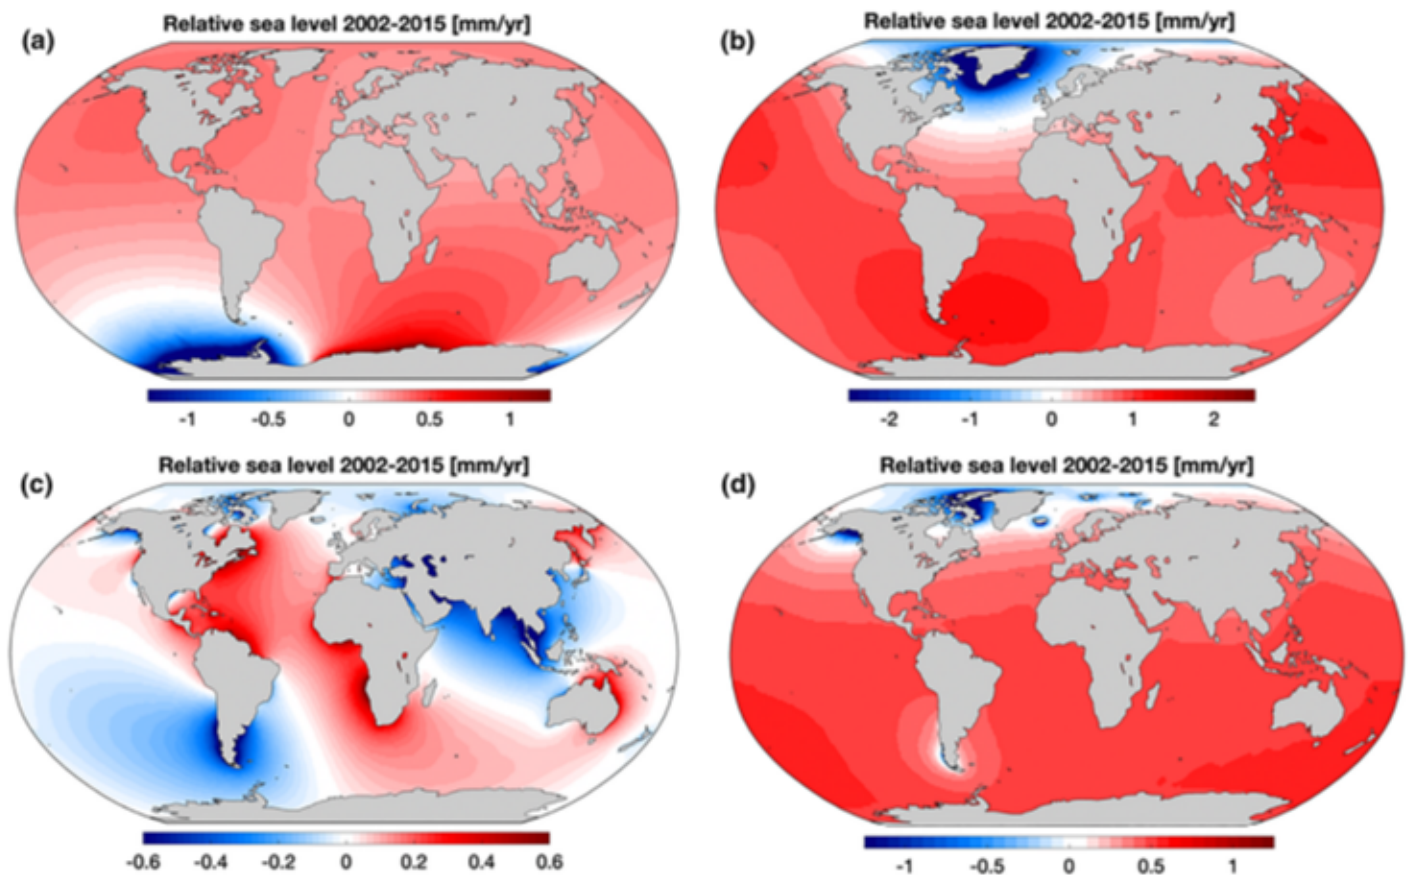 Relative sea level 2002-2015 [mm/yr]
(a)
-1 -0.5 0 0.5 1
Relative sea level 2002-2015 [mm/yr]
(b)
-2 -1 0 1 2
Relative sea level 2002-2015 [mm/yr]
(c)
-0.6 -0.4 -0.2 0 0.2 0.4 0.6
Relative sea level 2002-2015 [mm/yr]
(d)
-1 -0.5 0 0.5 1